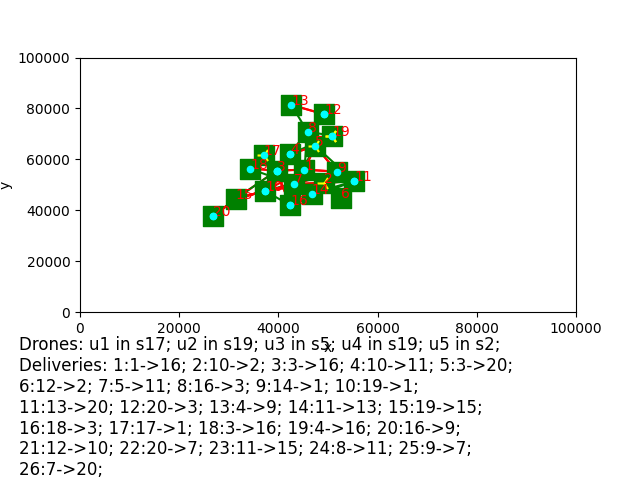 100000
80000
60000
40000
20000
0
y
0 20000 40000 60000 80000 100000
x
Drones: u1 in s17; u2 in s19; u3 in s5; u4 in s19; u5 in s2;
Deliveries: 1:1->16; 2:10->2; 3:3->16; 4:10->11; 5:3->20;
6:12->2; 7:5->11; 8:16->3; 9:14->1; 10:19->1;
11:13->20; 12:20->3; 13:4->9; 14:11->13; 15:19->15;
16:18->3; 17:17->1; 18:3->16; 19:4->16; 20:16->9;
21:12->10; 22:20->7; 23:11->15; 24:8->11; 25:9->7;
26:7->20;